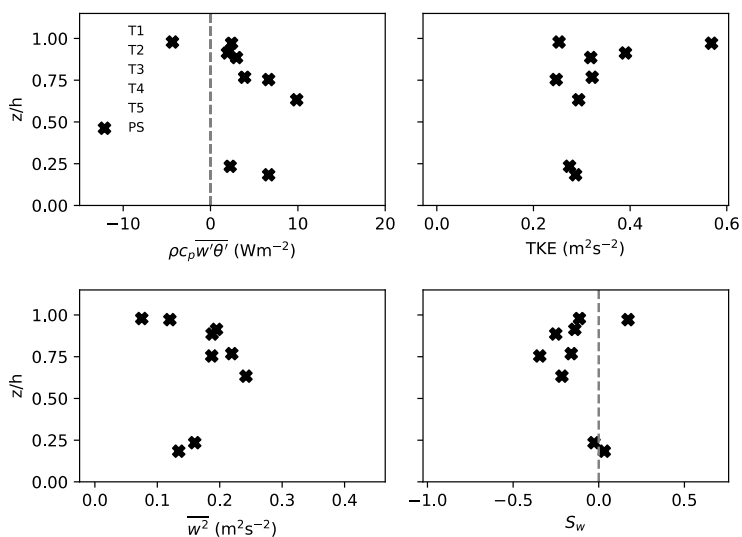 1.00
0.75
0.50
0.25
0.00
z/h
T1
T2
T3
T4
T5
PS
−10
0
10
20
ρc_p \overline{w′θ′} (Wm⁻²)
0.0
0.2
0.4
0.6
TKE (m²s⁻²)
1.00
0.75
0.50
0.25
0.00
z/h
0.0
0.1
0.2
0.3
0.4
\overline{w²} (m²s⁻²)
−1.0
−0.5
0.0
0.5
S_w